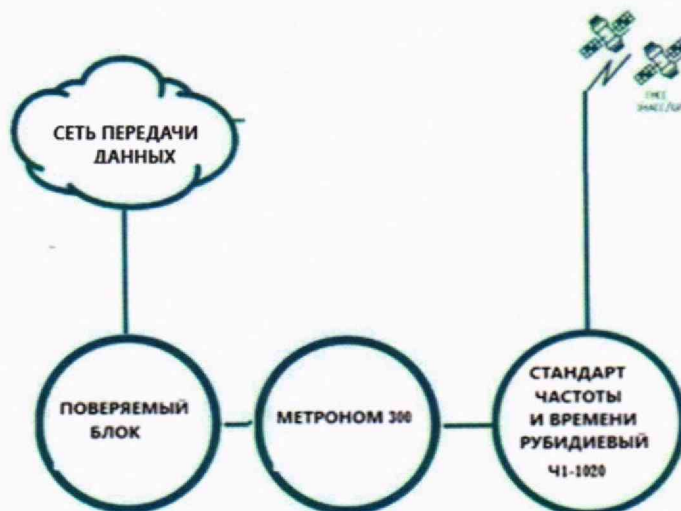 СЕТЬ ПЕРЕДАЧИ
ДАННЫХ
ПОВЕРЯЕМЫЙ
БЛОК
МЕТРОНОМ 300
СТАНДАРТ
ЧАСТОТЫ
И ВРЕМЕНИ
РУБИДИЕВЫЙ
Ч1-1020